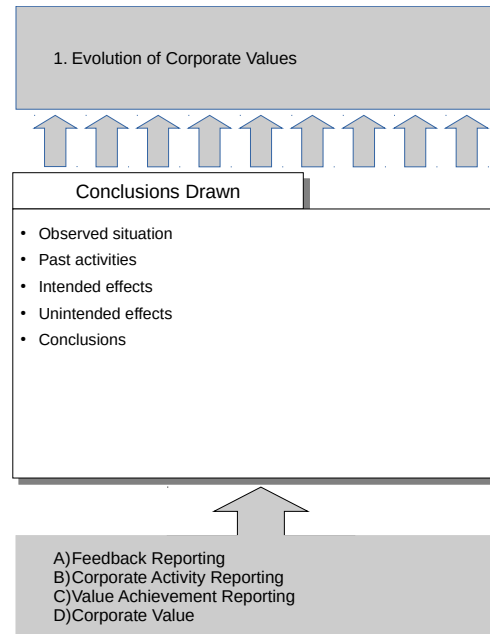 1. Evolution of Corporate Values
Conclusions Drawn
• Observed situation
• Past activities
• Intended effects
• Unintended effects
• Conclusions
A)Feedback Reporting
B)Corporate Activity Reporting
C)Value Achievement Reporting
D)Corporate Value